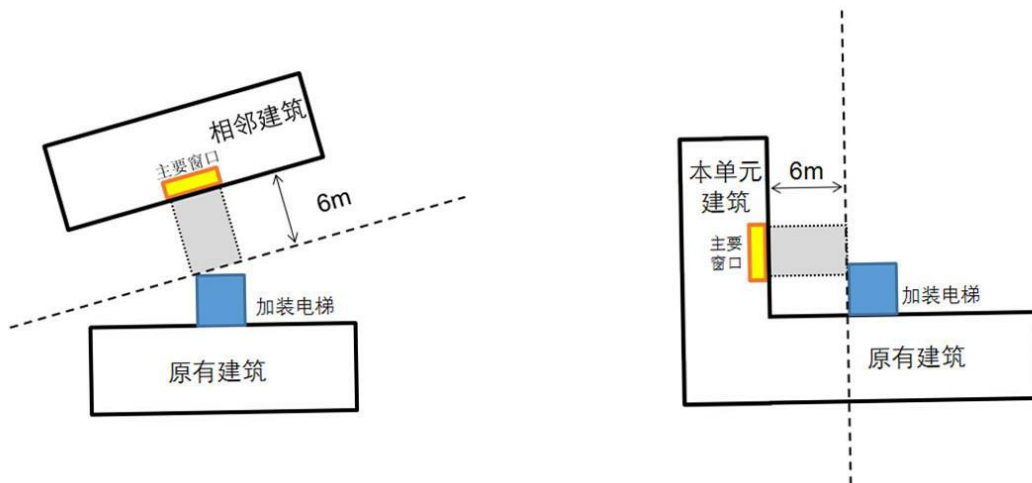 相邻建筑
主要窗口
6m
加装电梯
原有建筑
本单元
建筑
6m
主要
窗口
加装电梯
原有建筑